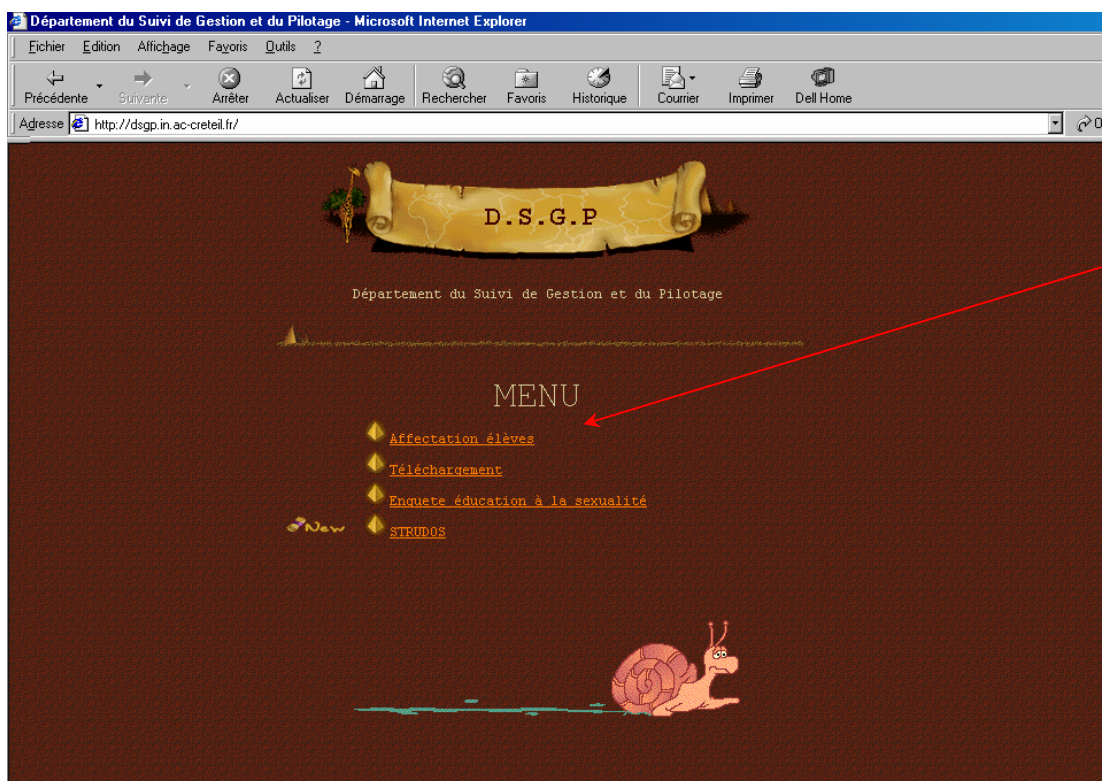 Département du Suivi de Gestion et du Pilotage - Microsoft Internet Explorer
Fichier Edition Affichage Favoris Outils ?
Précédente Suivante Arrêter Actualiser Démarrage Rechercher Favoris Historique Courrier Imprimer Dell Home
Adresse http://dsgp.in.ac-creteil.fr/
D.S.G.P
Département du Suivi de Gestion et du Pilotage
MENU
Affectation élèves
Téléchargement
Enquete éducation à la sexualité
New STRUDOS